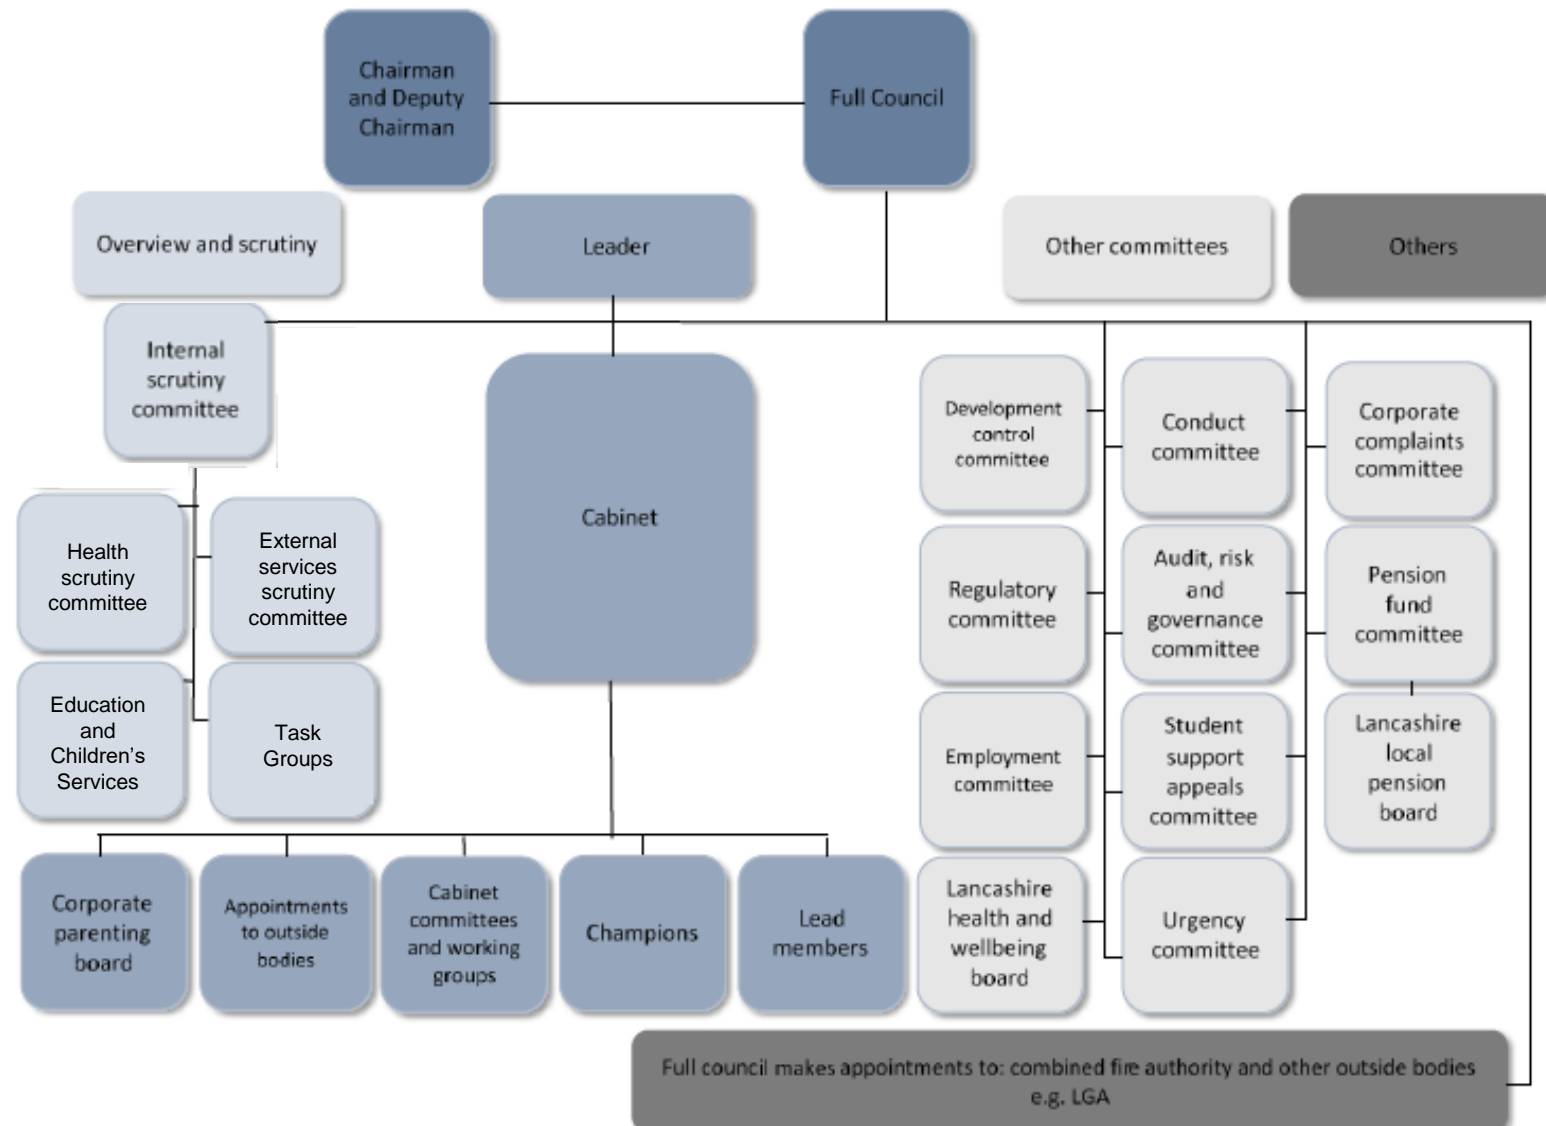 Chairman
and Deputy
Chairman
Full Council
Overview and scrutiny
Leader
Other committees
Others
Internal
scrutiny
committee
Health
scrutiny
committee
External
services
scrutiny
committee
Education
and
Children’s
Services
Task
Groups
Cabinet
Corporate
parenting
board
Appointments
to outside
bodies
Cabinet
committees
and working
groups
Champions
Lead
members
Development
control
committee
Conduct
committee
Corporate
complaints
committee
Regulatory
committee
Audit, risk
and
governance
committee
Pension
fund
committee
Employment
committee
Student
support
appeals
committee
Lancashire
local
pension
board
Lancashire
health and
wellbeing
board
Urgency
committee
Full council makes appointments to: combined fire authority and other outside bodies
e.g. LGA